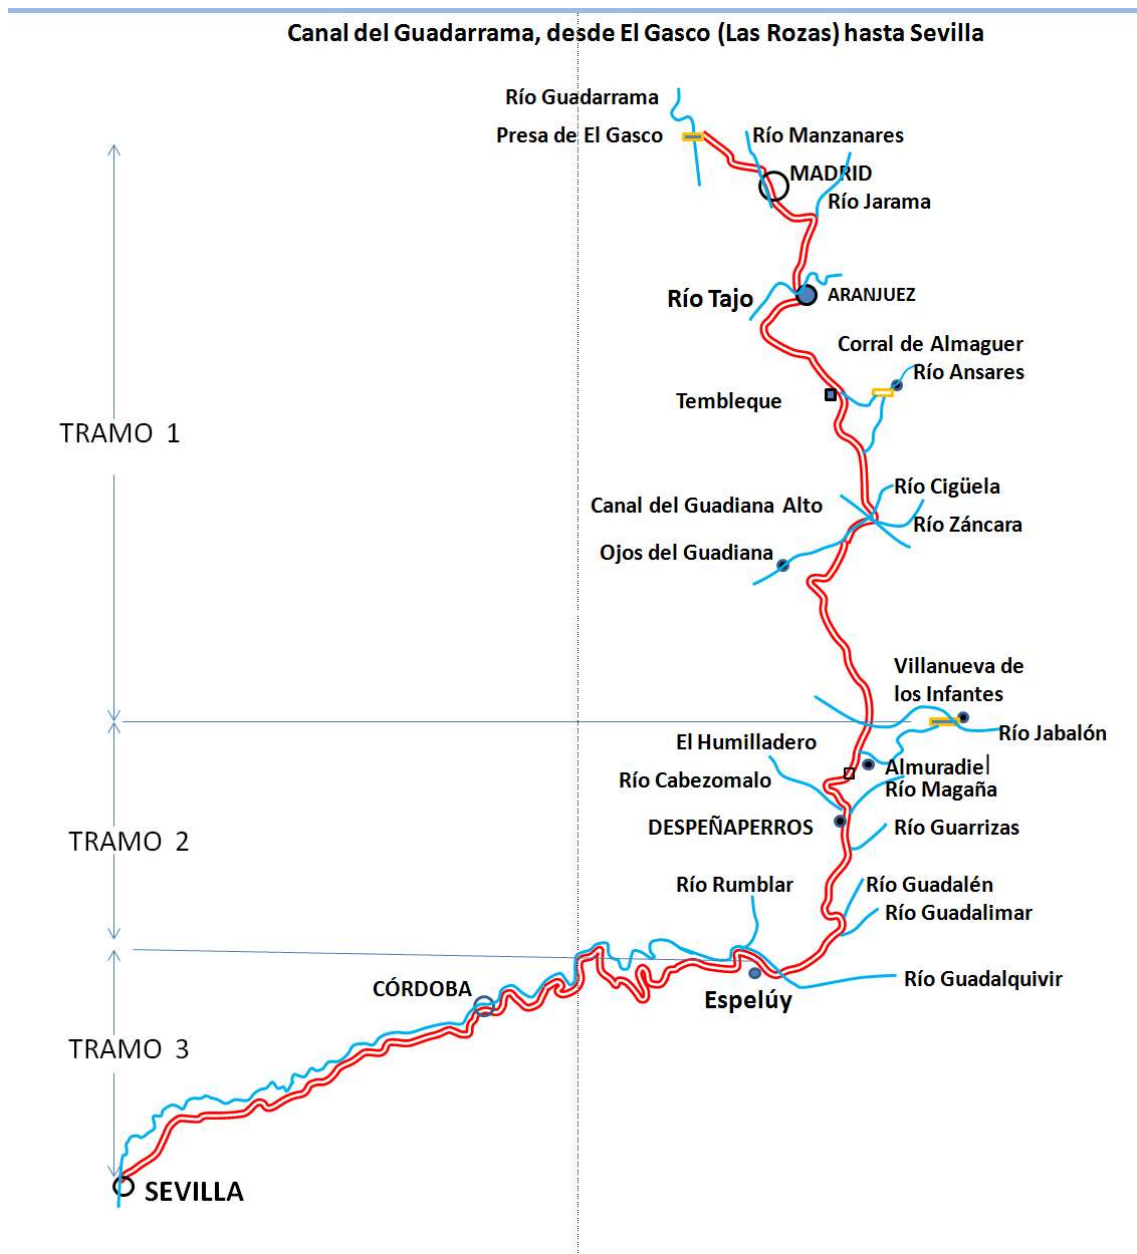 Canal del Guadarrama, desde El Gasco (Las Rozas) hasta Sevilla
Río Guadarrama
Presa de El Gasco
Río Manzanares
MADRID
Río Jarama
Río Tajo
ARANJUEZ
Corral de Almaguer
Río Ansares
Tembleque
TRAMO 1
Río Cigüela
Canal del Guadiana Alto
Río Záncara
Ojos del Guadiana
Villanueva de
los Infantes
Río Jabalón
El Humilladero
Almuradiel
Río Cabezomalo
Río Magaña
DESPEÑAPERROS
Río Guarrizas
TRAMO 2
Río Rumblar
Río Guadalén
Río Guadalimar
Río Guadalquivir
CÓRDOBA
Espelúy
TRAMO 3
SEVILLA